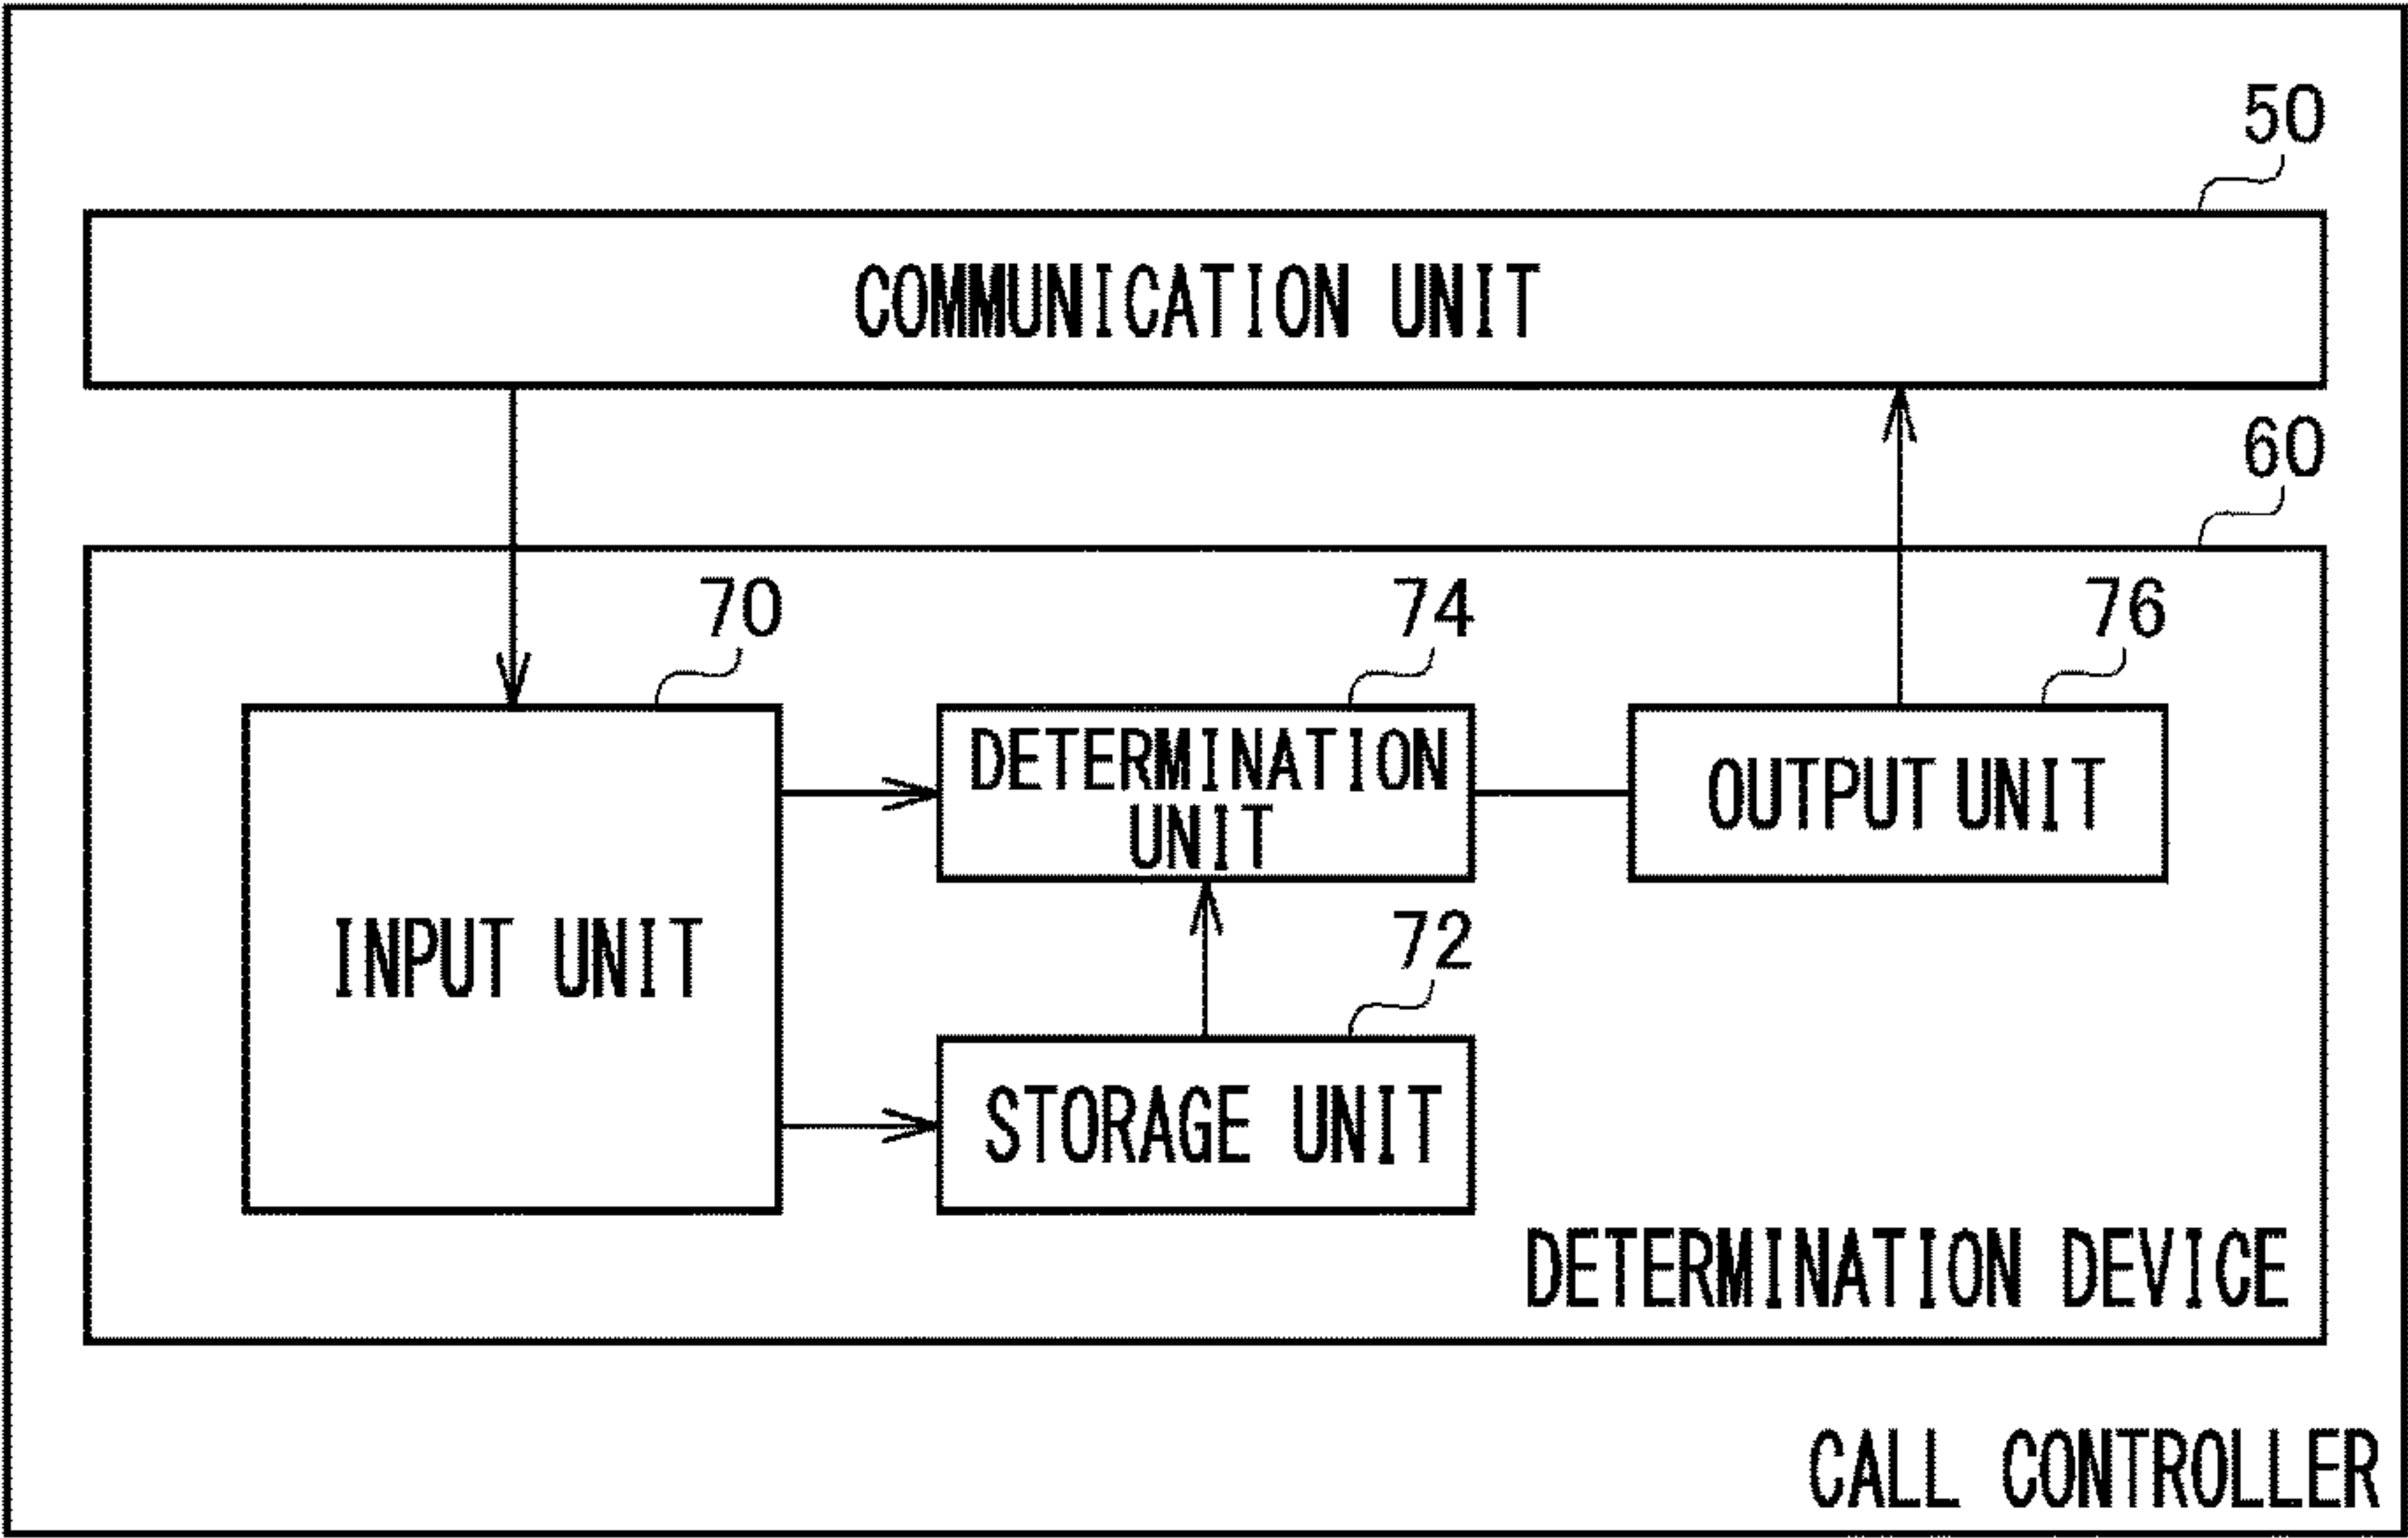 50
COMMUNICATION UNIT
60
70
74
76
DETERMINATION
UNIT
OUTPUT UNIT
INPUT UNIT
72
STORAGE UNIT
DETERMINATION DEVICE
CALL CONTROLLER